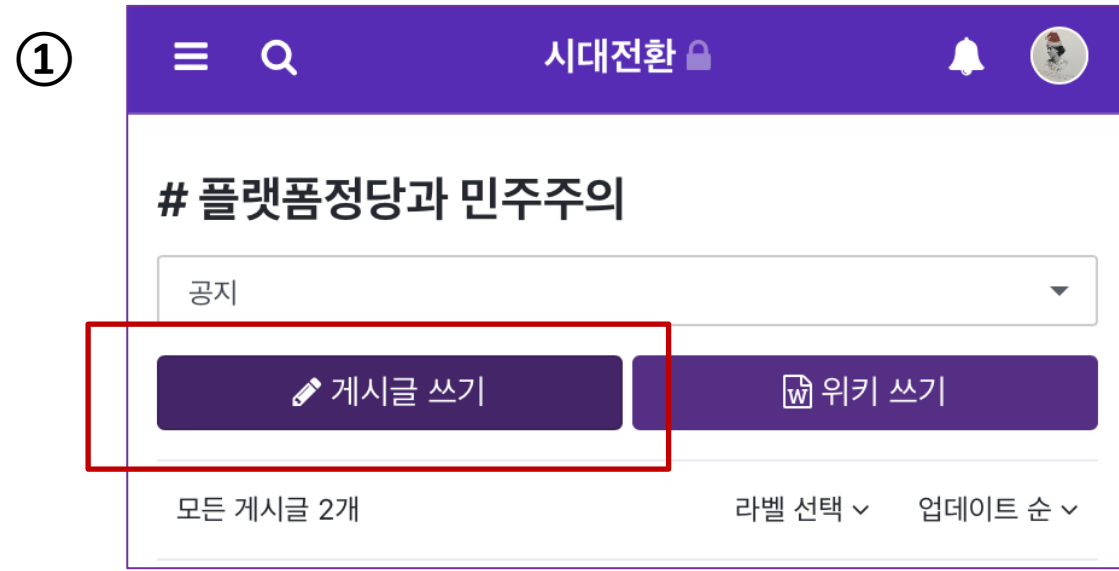 ①
시대전환
# 플랫폼정당과 민주주의
공지
게시글 쓰기 위키 쓰기
모든 게시글 2개 라벨 선택 업데이트 순